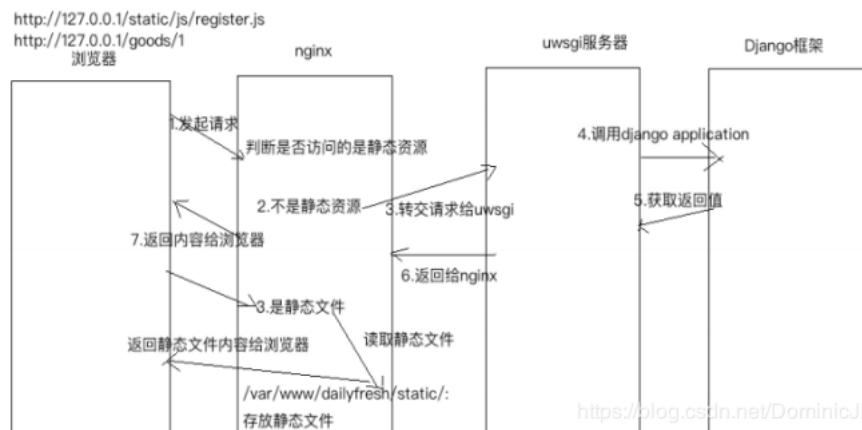 http://127.0.0.1/static/js/register.js
http://127.0.0.1/goods/1
浏览器
nginx
uwsgi服务器
Django框架
1.发起请求
判断是否访问的是静态资源
4.调用django application
2.不是静态资源
3.转交请求给uwsgi
5.获取返回值
7.返回内容给浏览器
6.返回给nginx
3.是静态文件
读取静态文件
返回静态文件内容给浏览器
/var/www/dailyfresh/static/:
存放静态文件
https://blog.csdn.net/DominicJi